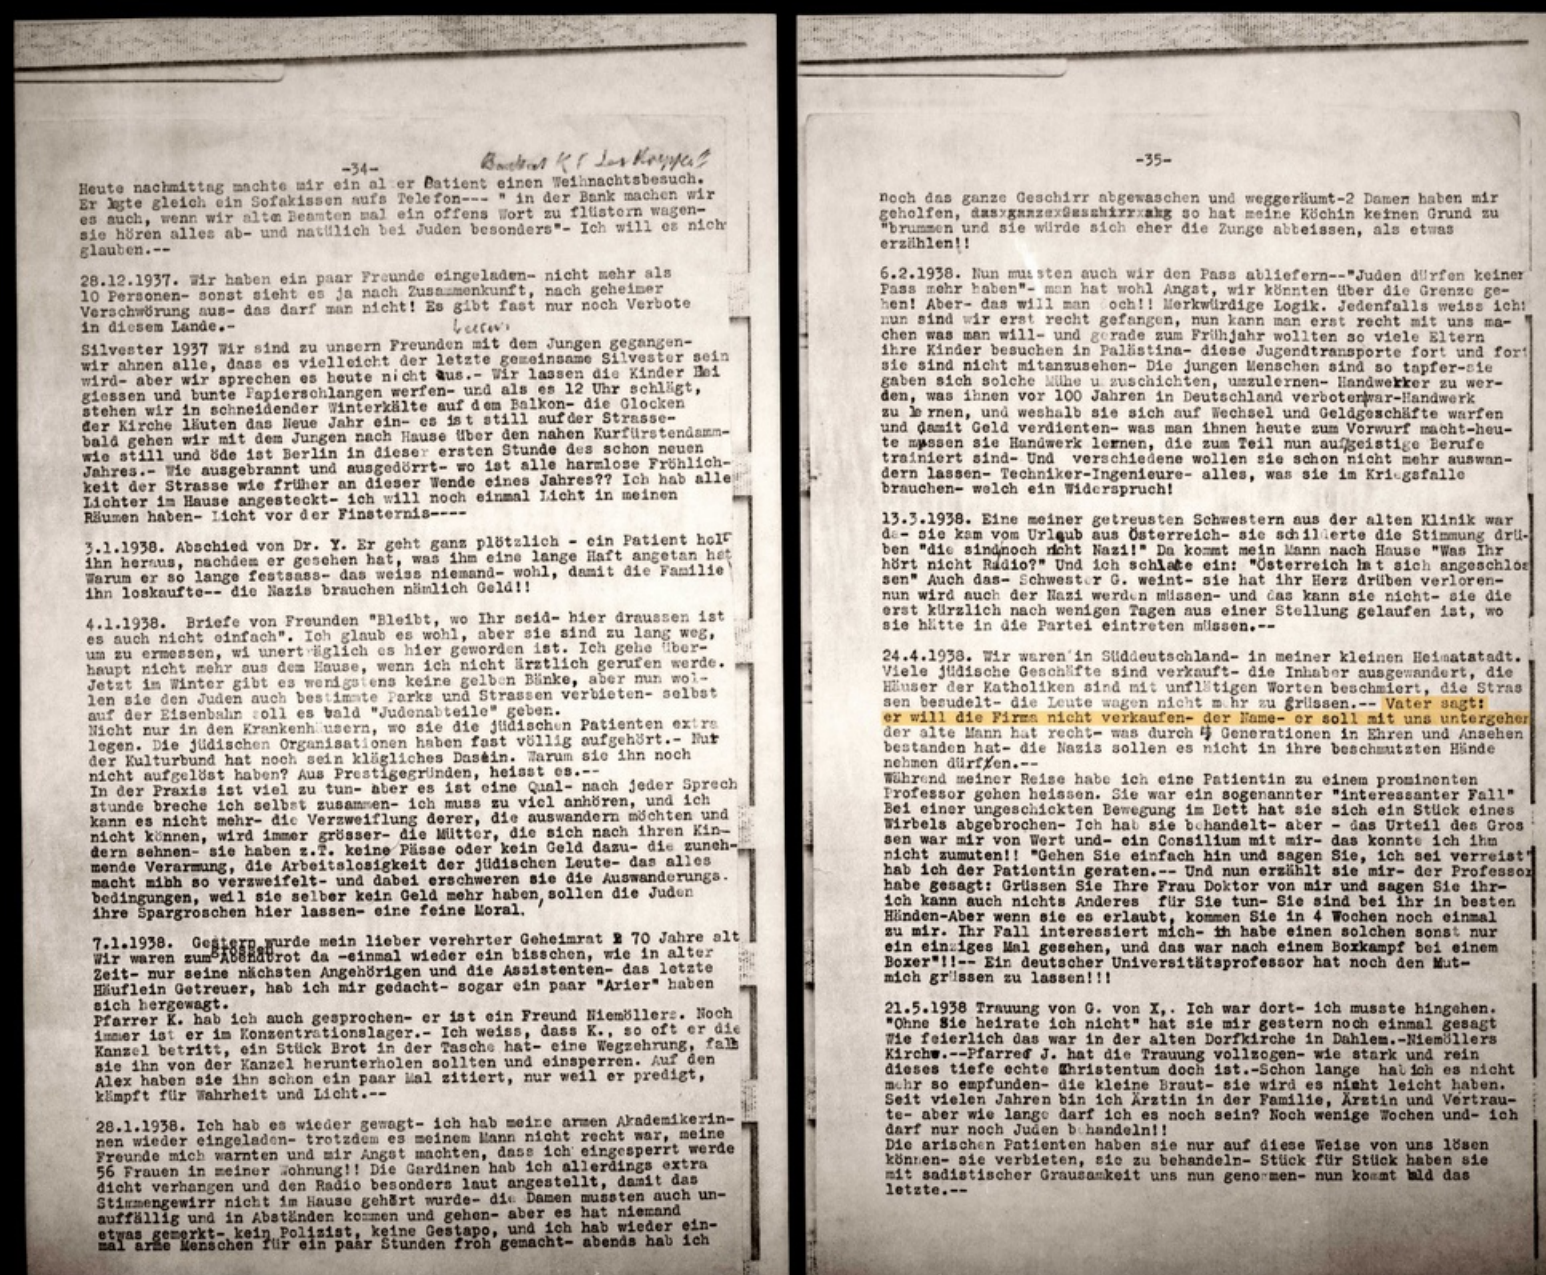 -34-
Heute nachmittag machte mir ein al er Patient einen Weihnachtsbesuch.
Er lgte gleich ein Sofakissen aufs Telefon--- " in der Bank machen wir
es auch, wenn wir alten Beamten mal ein offens Wort zu flüstern wagen-
sie hören alles ab- und natülich bei Juden besonders"- Ich will es nich
glauben.--
28.12.1937. Wir haben ein paar Freunde eingeladen- nicht mehr als
10 Personen- sonst sieht es ja nach Zusammenkunft, nach geheimer
Verschwörung aus- das darf man nicht! Es gibt fast nur noch Verbote
in diesem Lande.-
Silvester 1937 Wir sind zu unsern Freunden mit dem Jungen gegangen-
wir ahnen alle, dass es vielleicht der letzte gemeinsame Silvester sein
wird- aber wir sprechen es heute nicht aus.- Wir lassen die Kinder Bei
giessen und bunte Papierschlangen werfen- und als es 12 Uhr schlägt,
stehen wir in schneidender Winterkälte auf dem Balkon- die Glocken
der Kirche läuten das Neue Jahr ein- es ist still auf der Strasse-
bald gehen wir mit dem Jungen nach Hause über den nahen Kurfürstendamm-
wie still und öde ist Berlin in dieser ersten Stunde des schon neuen
Jahres.- Wie ausgebrannt und ausgedörrt- wo ist alle harmlose Fröhlich-
keit der Strasse wie früher an dieser Wende eines Jahres?? Ich hab alle
Lichter im Hause angesteckt- ich will noch einmal Licht in meinen
Räumen haben- Licht vor der Finsternis----
3.1.1938. Abschied von Dr. Y. Er geht ganz plötzlich - ein Patient holt
ihn heraus, nachdem er gesehen hat, was ihm eine lange Haft angetan hat
Warum er so lange festsass- das weiss niemand- wohl, damit die Familie
ihn loskaufte-- die Nazis brauchen nämlich Geld!!
4.1.1938. Briefe von Freunden "Bleibt, wo Ihr seid- hier draussen ist
es auch nicht einfach". Ich glaub es wohl, aber sie sind zu lang weg,
um zu ermessen, wi unerträglich es hier geworden ist. Ich gehe über-
haupt nicht mehr aus dem Hause, wenn ich nicht ärztlich gerufen werde.
Jetzt im Winter gibt es wenigstens keine gelben Bänke, aber nun wol-
len sie den Juden auch bestimmte Parks und Strassen verbieten- selbst
auf der Eisenbahn soll es bald "Judenabteile" geben.
Nicht nur in den Krankenhäusern, wo sie die jüdischen Patienten extra
legen. Die jüdischen Organisationen haben fast völlig aufgehört.- Nur
der Kulturbund hat noch sein klägliches Dasein. Warum sie ihn noch
nicht aufgelöst haben? Aus Prestigegründen, heisst es.--
In der Praxis ist viel zu tun- aber es ist eine Qual- nach jeder Sprech
stunde breche ich selbst zusammen- ich muss zu viel anhören, und ich
kann es nicht mehr- die Verzweiflung derer, die auswandern möchten und
nicht können, wird immer grösser- die Mütter, die sich nach ihren Kin-
dern sehnen- sie haben z.T. keine Pässe oder kein Geld dazu- die zuneh-
mende Verarmung, die Arbeitslosigkeit der jüdischen Leute- das alles
macht mihh so verzweifelt- und dabei erschweren sie die Auswanderungs-
bedingungen, weil sie selber kein Geld mehr haben, sollen die Juden
ihre Spargroschen hier lassen- eine feine Moral.
7.1.1938. Gestern wurde mein lieber verehrter Geheimrat 70 Jahre alt
Wir waren zum Abendbrot da -einmal wieder ein bisschen, wie in alter
Zeit- nur seine nächsten Angehörigen und die Assistenten- das letzte
Häuflein Getreuer, hab ich mir gedacht- sogar ein paar "Arier" haben
sich hergewagt.
Pfarrer K. hab ich auch gesprochen- er ist ein Freund Niemöllers. Noch
immer ist er im Konzentrationslager.- Ich weiss, dass K., so oft er die
Kanzel betritt, ein Stück Brot in der Tasche hat- eine Wegzehrung, falls
sie ihn von der Kanzel herunterholen sollten und einsperren. Auf den
Alex haben sie ihn schon ein paar Mal zitiert, nur weil er predigt,
kämpft für Wahrheit und Licht.--
28.1.1938. Ich hab es wieder gewagt- ich hab meine armen Akademikerin-
nen wieder eingeladen- trotzdem es meinem Mann nicht recht war, meine
Freunde mich warnten und mir Angst machten, dass ich eingesperrt werde
56 Frauen in meiner Wohnung!! Die Gardinen hab ich allerdings extra
dicht verhangen und den Radio besonders laut angestellt, damit das
Stimmengewirr nicht im Hause gehört wurde- die Damen mussten auch un-
auffällig und in Abständen kommen und gehen- aber es hat niemand
etwas gemerkt- kein Polizist, keine Gestapo, und ich hab wieder ein-
mal arme Menschen für ein paar Stunden froh gemacht- abends hab ich
-35-
noch das ganze Geschirr abgewaschen und weggeräumt-2 Damen haben mir
geholfen, so hat meine Köchin keinen Grund zu
"brummen und sie würde sich eher die Zunge abbeissen, als etwas
erzählen!!
6.2.1938. Nun mussten auch wir den Pass abliefern--"Juden dürfen keinen
Pass mehr haben"- man hat wohl Angst, wir könnten über die Grenze ge-
hen! Aber- das will man och!! Merkwürdige Logik. Jedenfalls weiss ich:
nun sind wir erst recht gefangen, nun kann man erst recht mit uns ma-
chen was man will- und gerade zum Frühjahr wollten so viele Eltern
ihre Kinder besuchen in Palästina- diese Jugendtransporte fort und fort
sie sind nicht mitanzusehen- Die jungen Menschen sind so tapfer-sie
gaben sich solche Mühe u. zuschichten, umzulernen- Handwekker zu wer-
den, was ihnen vor 100 Jahren in Deutschland verboten war-Handwerk
zu lernen, und weshalb sie sich auf Wechsel und Geldgeschäfte warfen
und damit Geld verdienten- was man ihnen heute zum Vorwurf macht-heu-
te müssen sie Handwerk lernen, die zum Teil nun auf geistige Berufe
trainiert sind- Und verschiedene wollen sie schon nicht mehr auswan-
dern lassen- Techniker-Ingenieure- alles, was sie im Kriegsfalle
brauchen- welch ein Widerspruch!
13.3.1938. Eine meiner getreusten Schwestern aus der alten Klinik war
da- sie kam vom Urlaub aus Österreich- sie schilderte die Stimmung drü-
ben "die sind noch nicht Nazi!" Da kommt mein Mann nach Hause "Was Ihr
hört nicht Radio?" Und ich schlate ein: "Österreich hat sich angeschlos
sen" Auch das- Schwester G. weint- sie hat ihr Herz drüben verloren-
nun wird auch der Nazi werden müssen- und das kann sie nicht- sie die
erst kürzlich nach wenigen Tagen aus einer Stellung gelaufen ist, wo
sie hätte in die Partei eintreten müssen.--
24.4.1938. Wir waren in Süddeutschland- in meiner kleinen Heimatstadt.
Viele jüdische Geschäfte sind verkauft- die Inhaber ausgewandert, die
Häuser der Katholiken sind mit unflätigen Worten beschmiert, die Stras
sen besudelt- die Leute wagen nicht mehr zu grüssen.-- Vater sagt:
er will die Firma nicht verkaufen- der Name- er soll mit uns untergehen
der alte Mann hat recht- was durch 4 Generationen in Ehren und Ansehen
bestanden hat- die Nazis sollen es nicht in ihre beschmutzten Hände
nehmen dürfen.--
Während meiner Reise habe ich eine Patientin zu einem prominenten
Professor gehen heissen. Sie war ein sogenannter "interessanter Fall"
Bei einer ungeschickten Bewegung im Bett hat sie sich ein Stück eines
Wirbels abgebrochen- Ich hab sie behandelt- aber - das Urteil des Gros
sen war mir von Wert und- ein Consilium mit mir- das konnte ich ihm
nicht zumuten!! "Gehen Sie einfach hin und sagen Sie, ich sei verreist"
hab ich der Patientin geraten.-- Und nun erzählt sie mir- der Professor
habe gesagt: Grüssen Sie Ihre Frau Doktor von mir und sagen Sie ihr-
ich kann auch nichts Anderes für Sie tun- Sie sind bei ihr in besten
Händen-Aber wenn sie es erlaubt, kommen Sie in 4 Wochen noch einmal
zu mir. Ihr Fall interessiert mich- ih habe einen solchen sonst nur
ein einziges Mal gesehen, und das war nach einem Boxkampf bei einem
Boxer"!!-- Ein deutscher Universitätsprofessor hat noch den Mut-
mich grüssen zu lassen!!!
21.5.1938 Trauung von G. von X,. Ich war dort- ich musste hingehen.
"Ohne Sie heirate ich nicht" hat sie mir gestern noch einmal gesagt
Wie feierlich das war in der alten Dorfkirche in Dahlem.-Niemöllers
Kirche.--Pfarrer J. hat die Trauung vollzogen- wie stark und rein
dieses tiefe echte Christentum doch ist.-Schon lange hab ich es nicht
mehr so empfunden- die kleine Braut- sie wird es nicht leicht haben.
Seit vielen Jahren bin ich Ärztin in der Familie, Ärztin und Vertrau-
te- aber wie lange darf ich es noch sein? Noch wenige Wochen und- ich
darf nur noch Juden behandeln!!
Die arischen Patienten haben sie nur auf diese Weise von uns lösen
können- sie verbieten, sie zu behandeln- Stück für Stück haben sie
mit sadistischer Grausamkeit uns nun genommen- nun kommt bald das
letzte.--